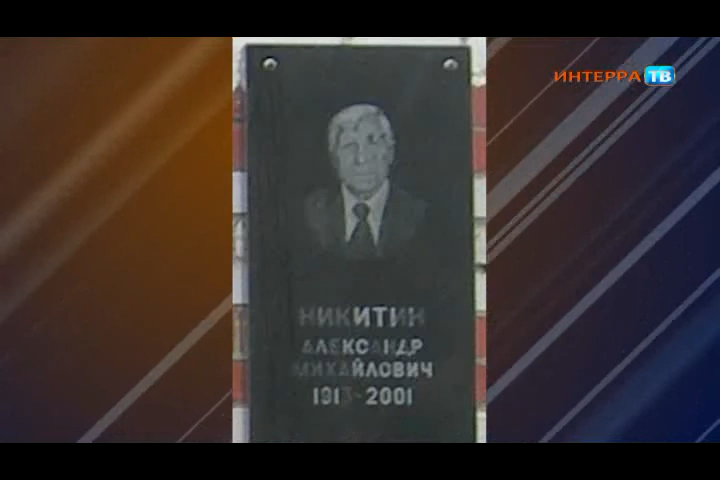 ИНТЕРРА ТВ
НИКИТИН
АЛЕКСАНДР
МИХАЙЛОВИЧ
1913-2001